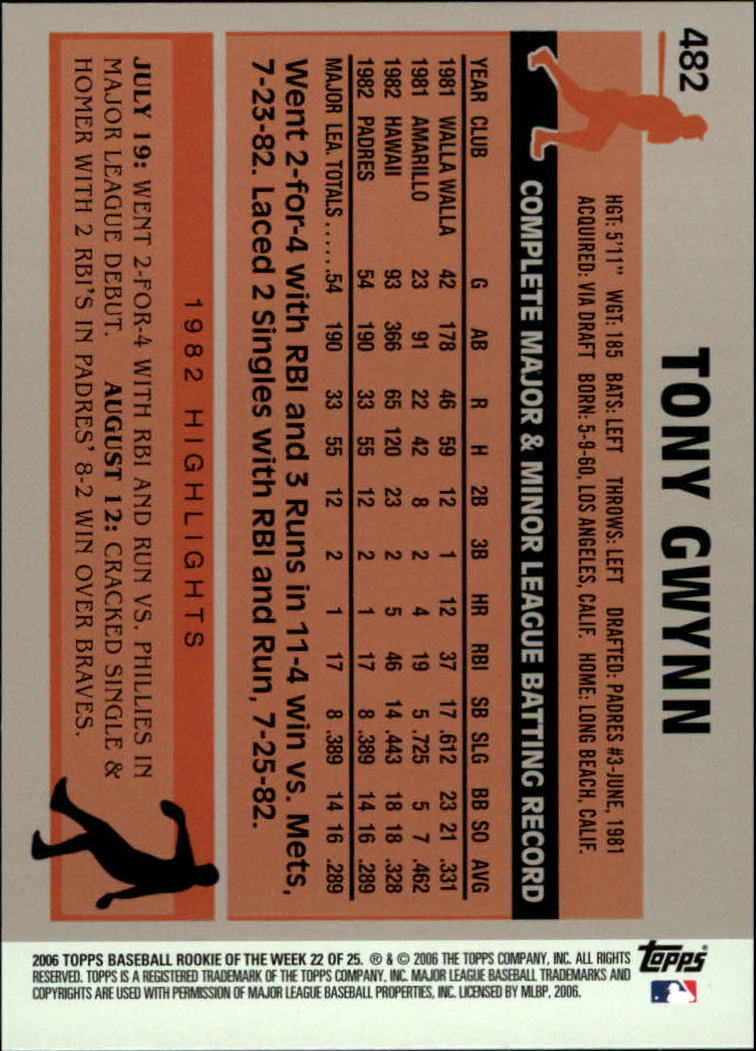 482
TONY GWYNN
HGT: 5'11" WGT: 185 BATS: LEFT THROWS: LEFT DRAFTED: PADRES #3-JUNE, 1981
ACQUIRED: VIA DRAFT BORN: 5-9-60, LOS ANGELES, CALIF. HOME: LONG BEACH, CALIF.
COMPLETE MAJOR & MINOR LEAGUE BATTING RECORD
YEAR CLUB G AB R H 2B 3B HR RBI SB SLG BB SO AVG
1981 WALLA WALLA 42 178 46 59 12 1 12 37 17 .612 23 21 .331
1981 AMARILLO 23 91 22 42 8 2 4 19 5 .725 5 7 .462
1982 HAWAII 93 366 65 120 23 2 5 46 14 .443 18 18 .328
1982 PADRES 54 190 33 55 12 2 1 17 8 .389 14 16 .289
MAJOR LEA. TOTALS.....54 190 33 55 12 2 1 17 8 .389 14 16 .289
Went 2-for-4 with RBI and 3 Runs in 11-4 win vs. Mets,
7-23-82. Laced 2 Singles with RBI and Run, 7-25-82.
1982 HIGHLIGHTS
JULY 19: WENT 2-FOR-4 WITH RBI AND RUN VS. PHILLIES IN
MAJOR LEAGUE DEBUT. AUGUST 12: CRACKED SINGLE &
HOMER WITH 2 RBI'S IN PADRES' 8-2 WIN OVER BRAVES.
2006 TOPPS BASEBALL ROOKIE OF THE WEEK 22 OF 25. ® & © 2006 THE TOPPS COMPANY, INC. ALL RIGHTS
RESERVED. TOPPS IS A REGISTERED TRADEMARK OF THE TOPPS COMPANY, INC. MAJOR LEAGUE BASEBALL TRADEMARKS AND
COPYRIGHTS ARE USED WITH PERMISSION OF MAJOR LEAGUE BASEBALL PROPERTIES, INC. LICENSED BY MLBP, 2006.
topps